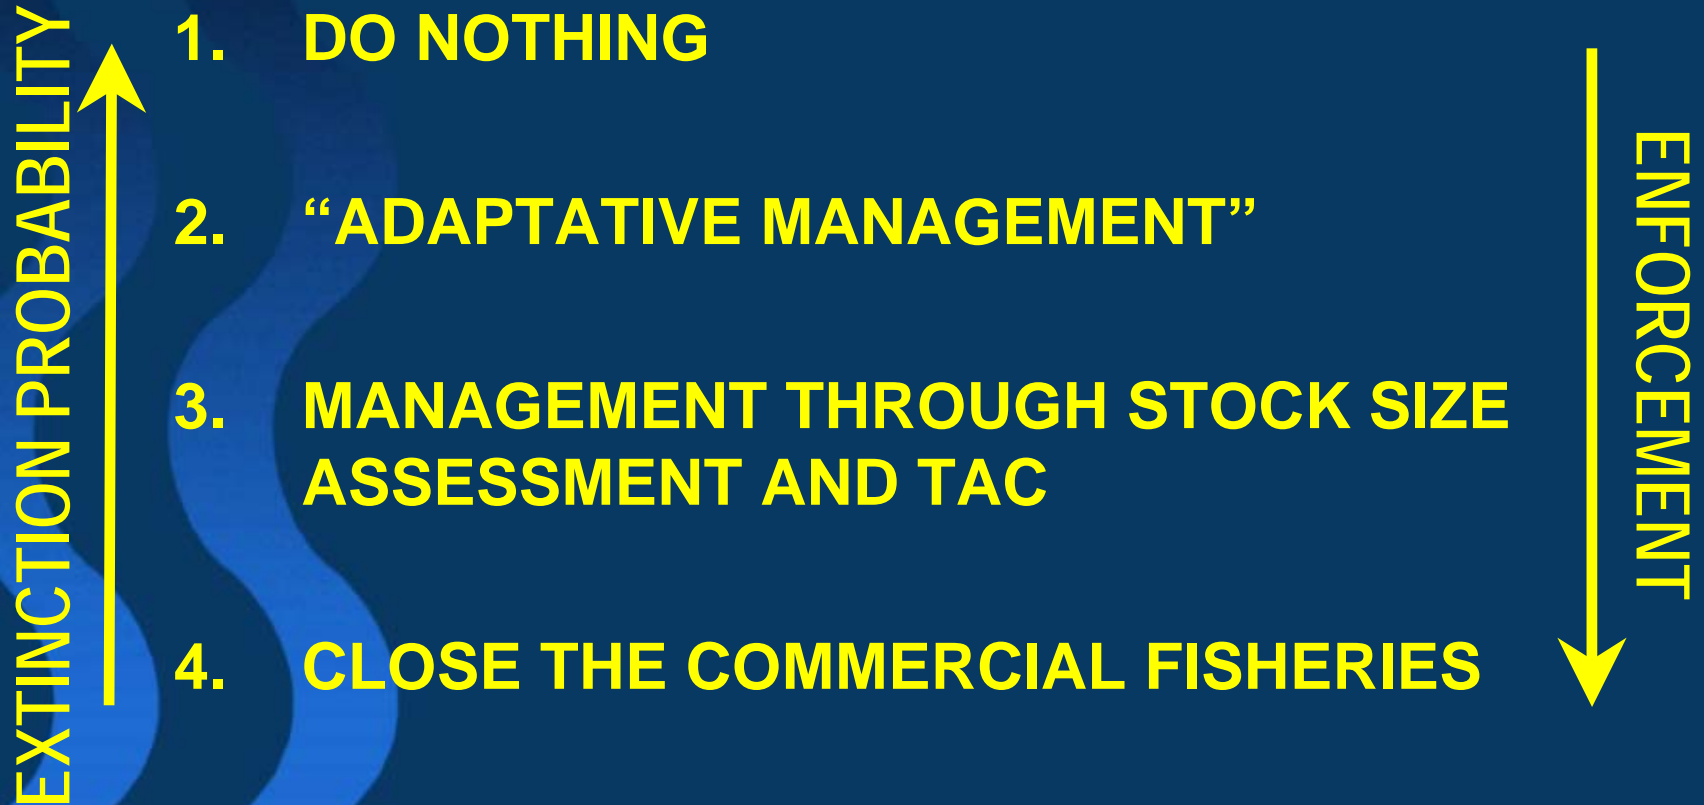 EXTINCTION PROBABILITY
1. DO NOTHING
2. “ADAPTATIVE MANAGEMENT”
3. MANAGEMENT THROUGH STOCK SIZE
ASSESSMENT AND TAC
4. CLOSE THE COMMERCIAL FISHERIES
ENFORCEMENT